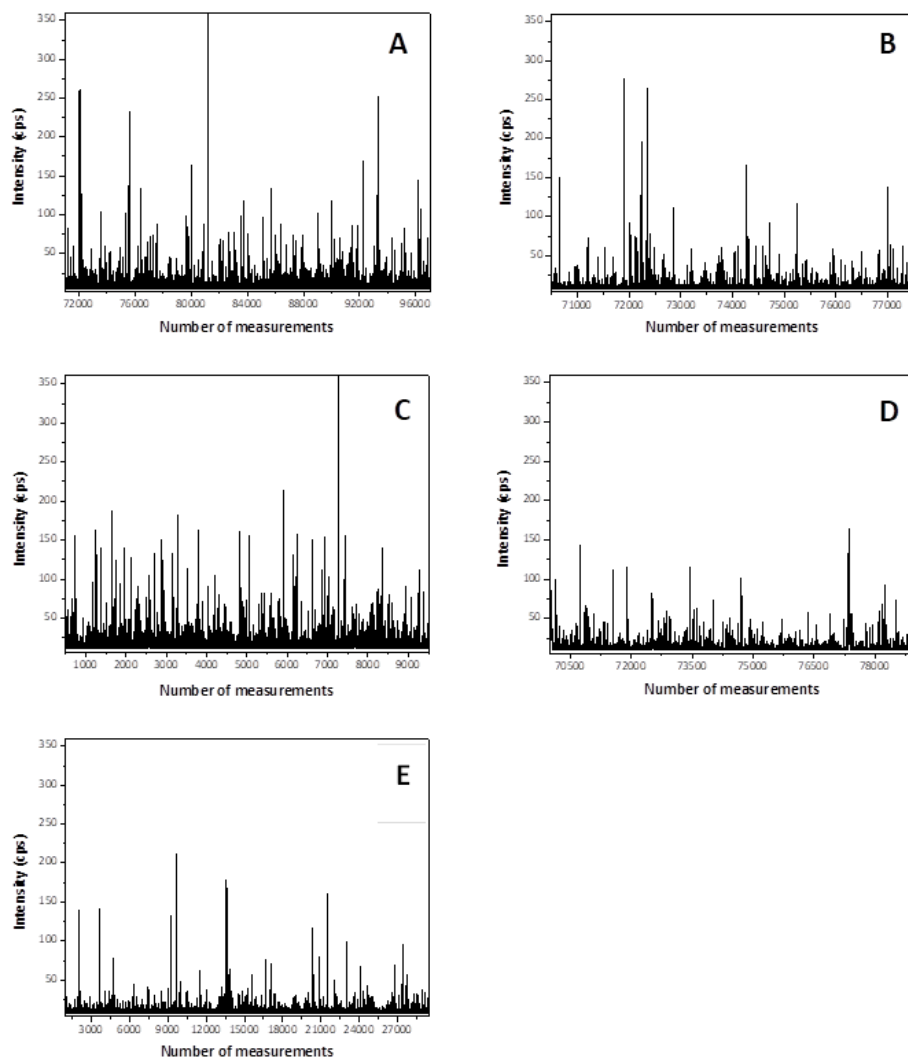 A
350
300
250
200
150
100
50
Intensity (cps)
72000 76000 80000 84000 88000 92000 96000
Number of measurements
B
350
300
250
200
150
100
50
Intensity (cps)
71000 72000 73000 74000 75000 76000 77000
Number of measurements
C
350
300
250
200
150
100
50
Intensity (cps)
1000 2000 3000 4000 5000 6000 7000 8000 9000
Number of measurements
D
350
300
250
200
150
100
50
Intensity (cps)
70500 72000 73500 75000 76500 78000
Number of measurements
E
350
300
250
200
150
100
50
Intensity (cps)
3000 6000 9000 12000 15000 18000 21000 24000 27000
Number of measurements